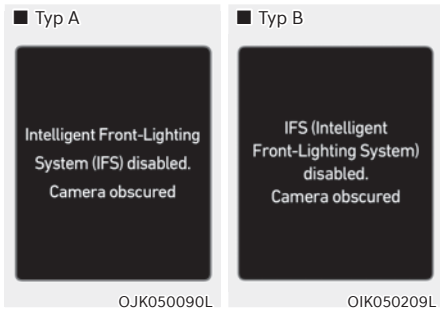 ■ Typ A
Intelligent Front-Lighting
System (IFS) disabled.
Camera obscured
OJK050090L
■ Typ B
IFS (Intelligent
Front-Lighting System)
disabled.
Camera obscured
OIK050209L